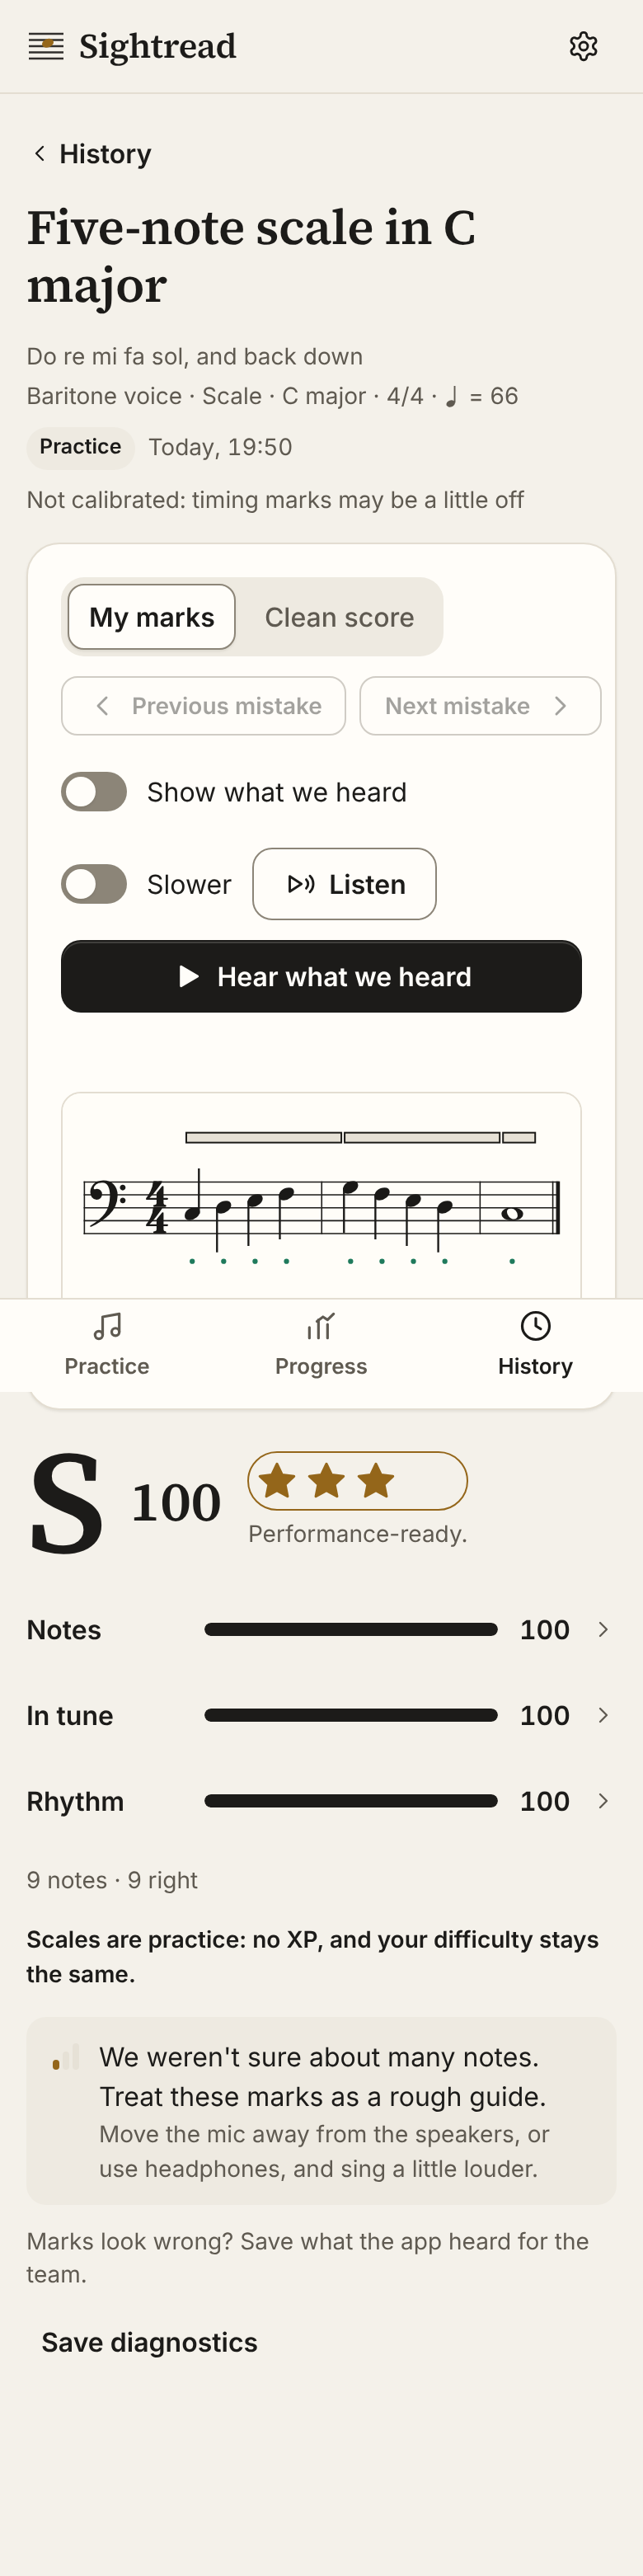 Sightread
History
Five-note scale in C
major
Do re mi fa sol, and back down
Baritone voice · Scale · C major · 4/4 · ♩ = 66
Practice Today, 19:50
Not calibrated: timing marks may be a little off
My marks Clean score
Previous mistake Next mistake
Show what we heard
Slower Listen
Hear what we heard
4
4
Practice Progress History
S 100
Performance-ready.
Notes 100
In tune 100
Rhythm 100
9 notes · 9 right
Scales are practice: no XP, and your difficulty stays
the same.
We weren't sure about many notes.
Treat these marks as a rough guide.
Move the mic away from the speakers, or
use headphones, and sing a little louder.
Marks look wrong? Save what the app heard for the
team.
Save diagnostics